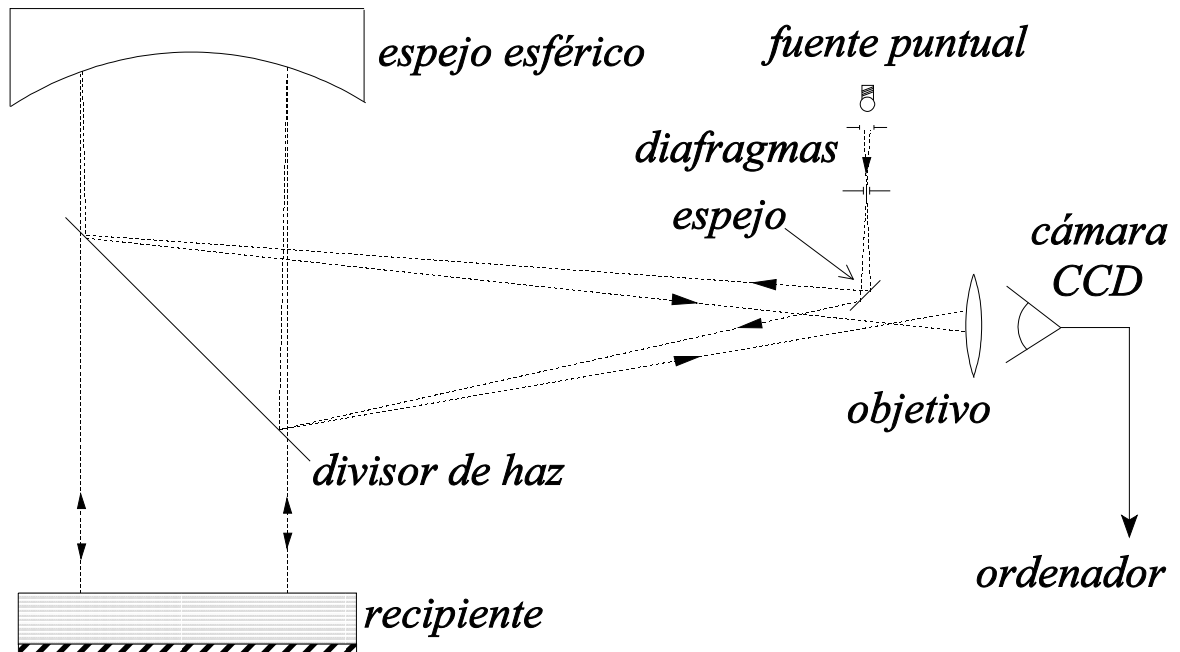 espejo esférico
fuente puntual
diafragmas
espejo
cámara
CCD
objetivo
divisor de haz
ordenador
recipiente